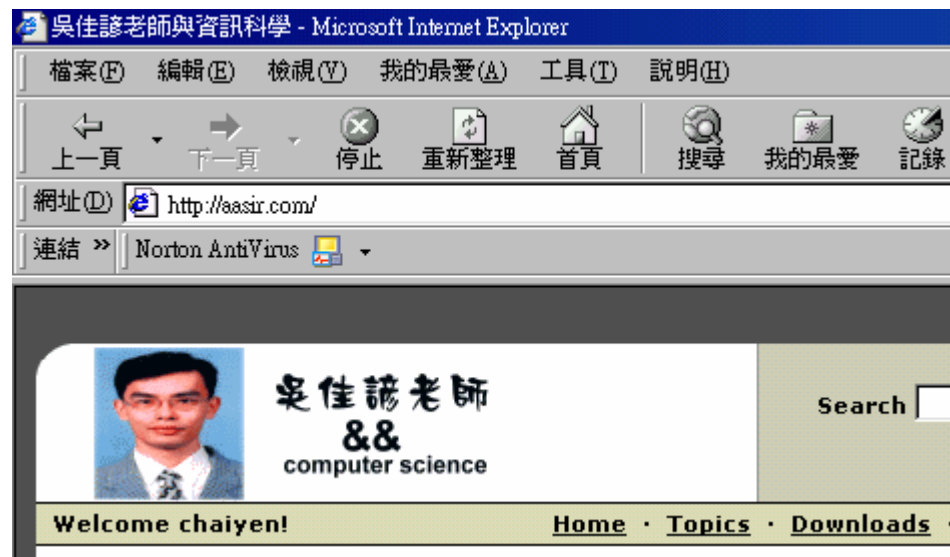 吳佳諺老師與資訊科學 - Microsoft Internet Explorer
檔案(F) 編輯(E) 檢視(V) 我的最愛(A) 工具(T) 說明(H)
上一頁 下一頁 停止 重新整理 首頁 搜尋 我的最愛 記錄
網址(D) http://aasir.com/
連結 » Norton AntiVirus
吳佳諺老師
&&
computer science
Search
Welcome chaiyen! Home · Topics · Downloads ·